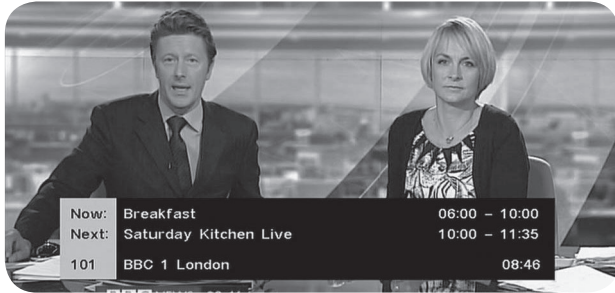 Now: Breakfast 06:00 – 10:00
Next: Saturday Kitchen Live 10:00 – 11:35
101 BBC 1 London 08:46